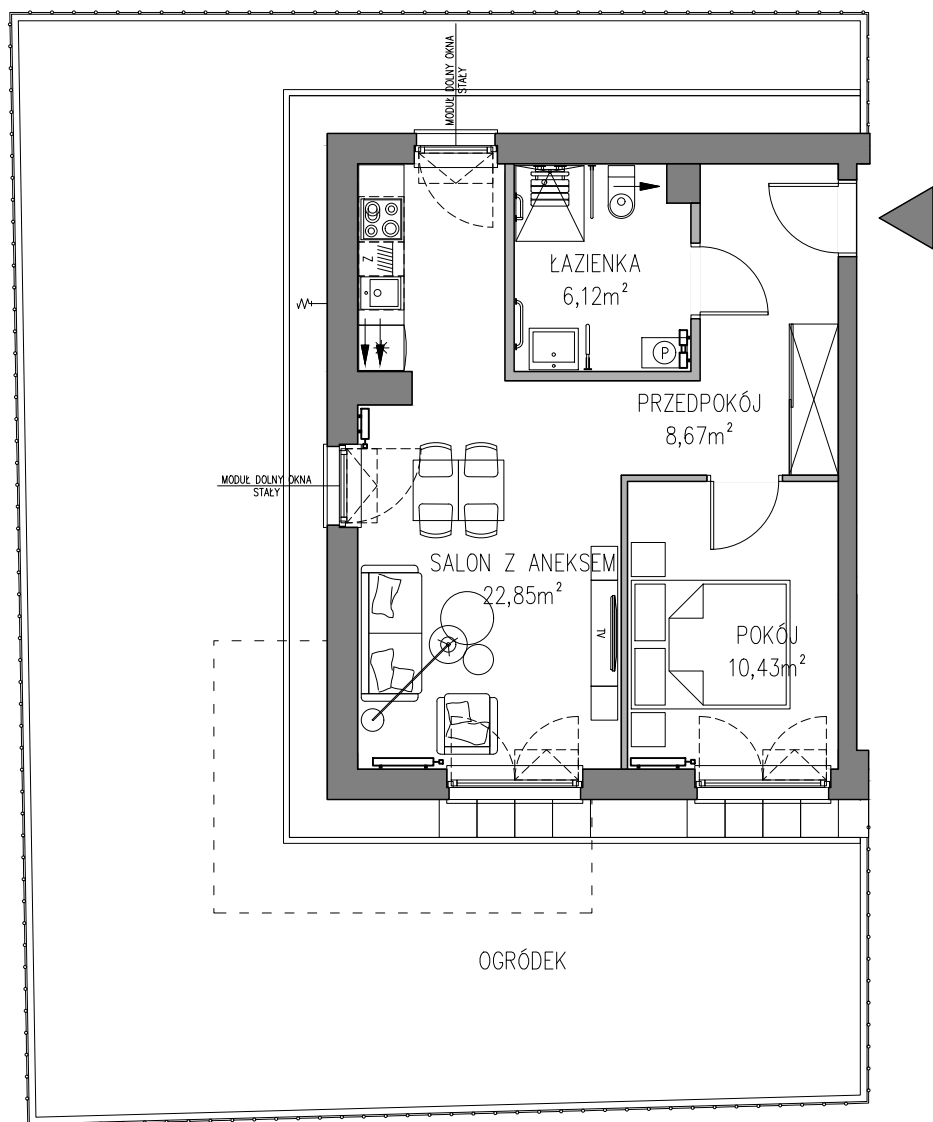 MODUŁ DOLNY OKNA
STAŁY
Z
ŁAZIENKA
6,12m²
P
PRZEDPOKÓJ
8,67m²
MODUŁ DOLNY OKNA
STAŁY
SALON Z ANEKSEM
22,85m²
TV
POKÓJ
10,43m²
OGRÓDEK